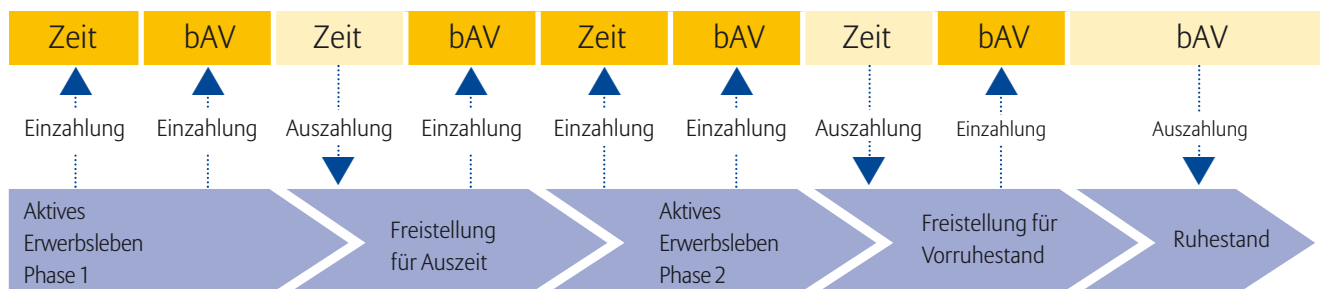 Zeit bAV Zeit bAV Zeit bAV Zeit bAV bAV
Einzahlung Einzahlung Auszahlung Einzahlung Einzahlung Einzahlung Auszahlung Einzahlung Auszahlung
Aktives
Erwerbsleben
Phase 1
Freistellung
für Auszeit
Aktives
Erwerbsleben
Phase 2
Freistellung für
Vorruhestand
Ruhestand